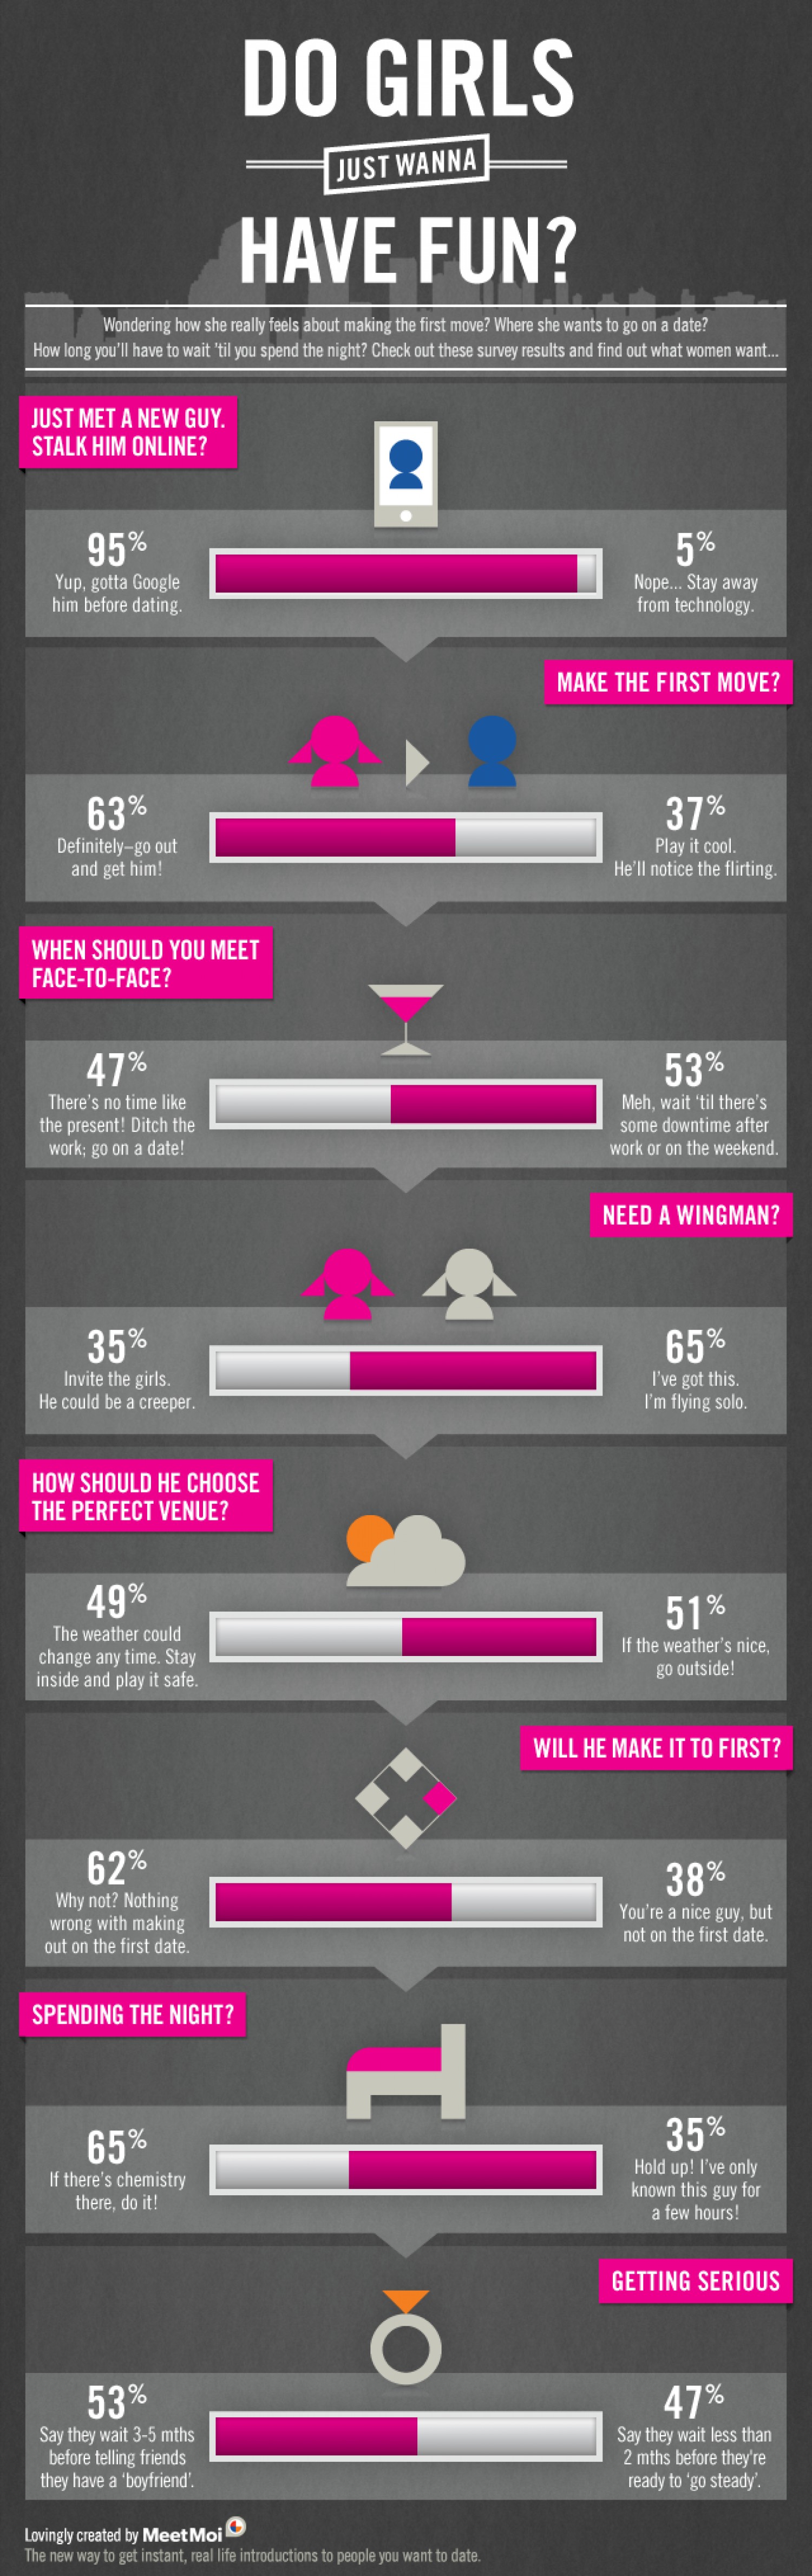 DO GIRLS
JUST WANNA
HAVE FUN?
Wondering how she really feels about making the first move? Where she wants to go on a date?
How long you'll have to wait 'til you spend the night? Check out these survey results and find out what women want...
JUST MET A NEW GUY.
STALK HIM ONLINE?
95%
Yup, gotta Google
him before dating.
5%
Nope... Stay away
from technology.
MAKE THE FIRST MOVE?
63%
Definitely–go out
and get him!
37%
Play it cool.
He'll notice the flirting.
WHEN SHOULD YOU MEET
FACE-TO-FACE?
47%
There's no time like
the present! Ditch the
work; go on a date!
53%
Meh, wait 'til there's
some downtime after
work or on the weekend.
NEED A WINGMAN?
35%
Invite the girls.
He could be a creeper.
65%
I've got this.
I'm flying solo.
HOW SHOULD HE CHOOSE
THE PERFECT VENUE?
49%
The weather could
change any time. Stay
inside and play it safe.
51%
If the weather's nice,
go outside!
WILL HE MAKE IT TO FIRST?
62%
Why not? Nothing
wrong with making
out on the first date.
38%
You're a nice guy, but
not on the first date.
SPENDING THE NIGHT?
65%
If there's chemistry
there, do it!
35%
Hold up! I've only
known this guy for
a few hours!
GETTING SERIOUS
53%
Say they wait 3-5 mths
before telling friends
they have a 'boyfriend'.
47%
Say they wait less than
2 mths before they're
ready to 'go steady'.
Lovingly created by MeetMoi
The new way to get instant, real life introductions to people you want to date.